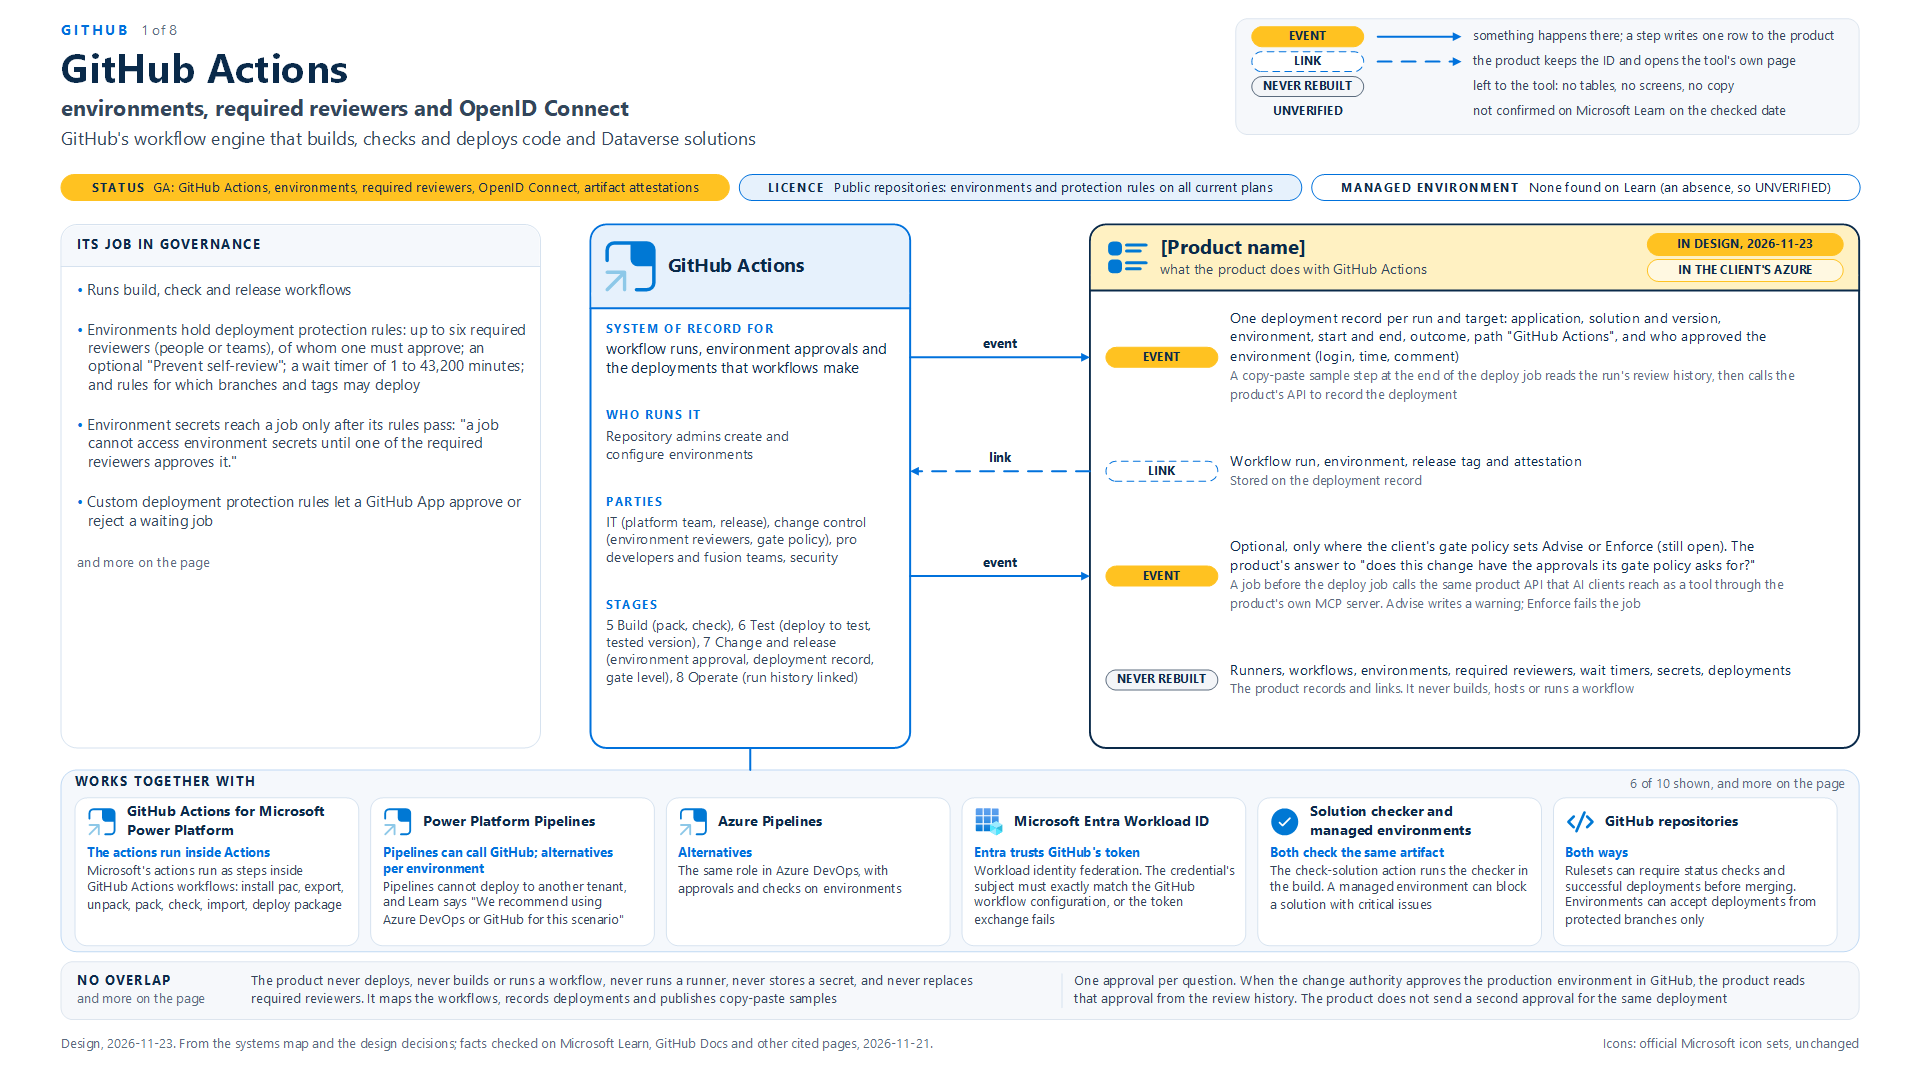 GITHUB 1 of 8
GitHub Actions
environments, required reviewers and OpenID Connect
GitHub's workflow engine that builds, checks and deploys code and Dataverse solutions
EVENT something happens there; a step writes one row to the product
LINK the product keeps the ID and opens the tool's own page
NEVER REBUILT left to the tool: no tables, no screens, no copy
UNVERIFIED not confirmed on Microsoft Learn on the checked date
STATUS GA: GitHub Actions, environments, required reviewers, OpenID Connect, artifact attestations
LICENCE Public repositories: environments and protection rules on all current plans
MANAGED ENVIRONMENT None found on Learn (an absence, so UNVERIFIED)
ITS JOB IN GOVERNANCE
• Runs build, check and release workflows
• Environments hold deployment protection rules: up to six required
reviewers (people or teams), of whom one must approve; an
optional "Prevent self-review"; a wait timer of 1 to 43,200 minutes;
and rules for which branches and tags may deploy
• Environment secrets reach a job only after its rules pass: "a job
cannot access environment secrets until one of the required
reviewers approves it."
• Custom deployment protection rules let a GitHub App approve or
reject a waiting job
and more on the page
GitHub Actions
SYSTEM OF RECORD FOR
workflow runs, environment approvals and
the deployments that workflows make
WHO RUNS IT
Repository admins create and
configure environments
PARTIES
IT (platform team, release), change control
(environment reviewers, gate policy), pro
developers and fusion teams, security
STAGES
5 Build (pack, check), 6 Test (deploy to test,
tested version), 7 Change and release
(environment approval, deployment record,
gate level), 8 Operate (run history linked)
event
link
event
[Product name]
what the product does with GitHub Actions
IN DESIGN, 2026-11-23
IN THE CLIENT'S AZURE
EVENT
One deployment record per run and target: application, solution and version,
environment, start and end, outcome, path "GitHub Actions", and who approved the
environment (login, time, comment)
A copy-paste sample step at the end of the deploy job reads the run's review history, then calls the
product's API to record the deployment
LINK
Workflow run, environment, release tag and attestation
Stored on the deployment record
EVENT
Optional, only where the client's gate policy sets Advise or Enforce (still open). The
product's answer to "does this change have the approvals its gate policy asks for?"
A job before the deploy job calls the same product API that AI clients reach as a tool through the
product's own MCP server. Advise writes a warning; Enforce fails the job
NEVER REBUILT
Runners, workflows, environments, required reviewers, wait timers, secrets, deployments
The product records and links. It never builds, hosts or runs a workflow
WORKS TOGETHER WITH
6 of 10 shown, and more on the page
GitHub Actions for Microsoft
Power Platform
The actions run inside Actions
Microsoft's actions run as steps inside
GitHub Actions workflows: install pac, export,
unpack, pack, check, import, deploy package
Power Platform Pipelines
Pipelines can call GitHub; alternatives
per environment
Pipelines cannot deploy to another tenant,
and Learn says "We recommend using
Azure DevOps or GitHub for this scenario"
Azure Pipelines
Alternatives
The same role in Azure DevOps, with
approvals and checks on environments
Microsoft Entra Workload ID
Entra trusts GitHub's token
Workload identity federation. The credential's
subject must exactly match the GitHub
workflow configuration, or the token
exchange fails
Solution checker and
managed environments
Both check the same artifact
The check-solution action runs the checker in
the build. A managed environment can block
a solution with critical issues
GitHub repositories
Both ways
Rulesets can require status checks and
successful deployments before merging.
Environments can accept deployments from
protected branches only
NO OVERLAP
and more on the page
The product never deploys, never builds or runs a workflow, never runs a runner, never stores a secret, and never replaces
required reviewers. It maps the workflows, records deployments and publishes copy-paste samples
One approval per question. When the change authority approves the production environment in GitHub, the product reads
that approval from the review history. The product does not send a second approval for the same deployment
Design, 2026-11-23. From the systems map and the design decisions; facts checked on Microsoft Learn, GitHub Docs and other cited pages, 2026-11-21.
Icons: official Microsoft icon sets, unchanged